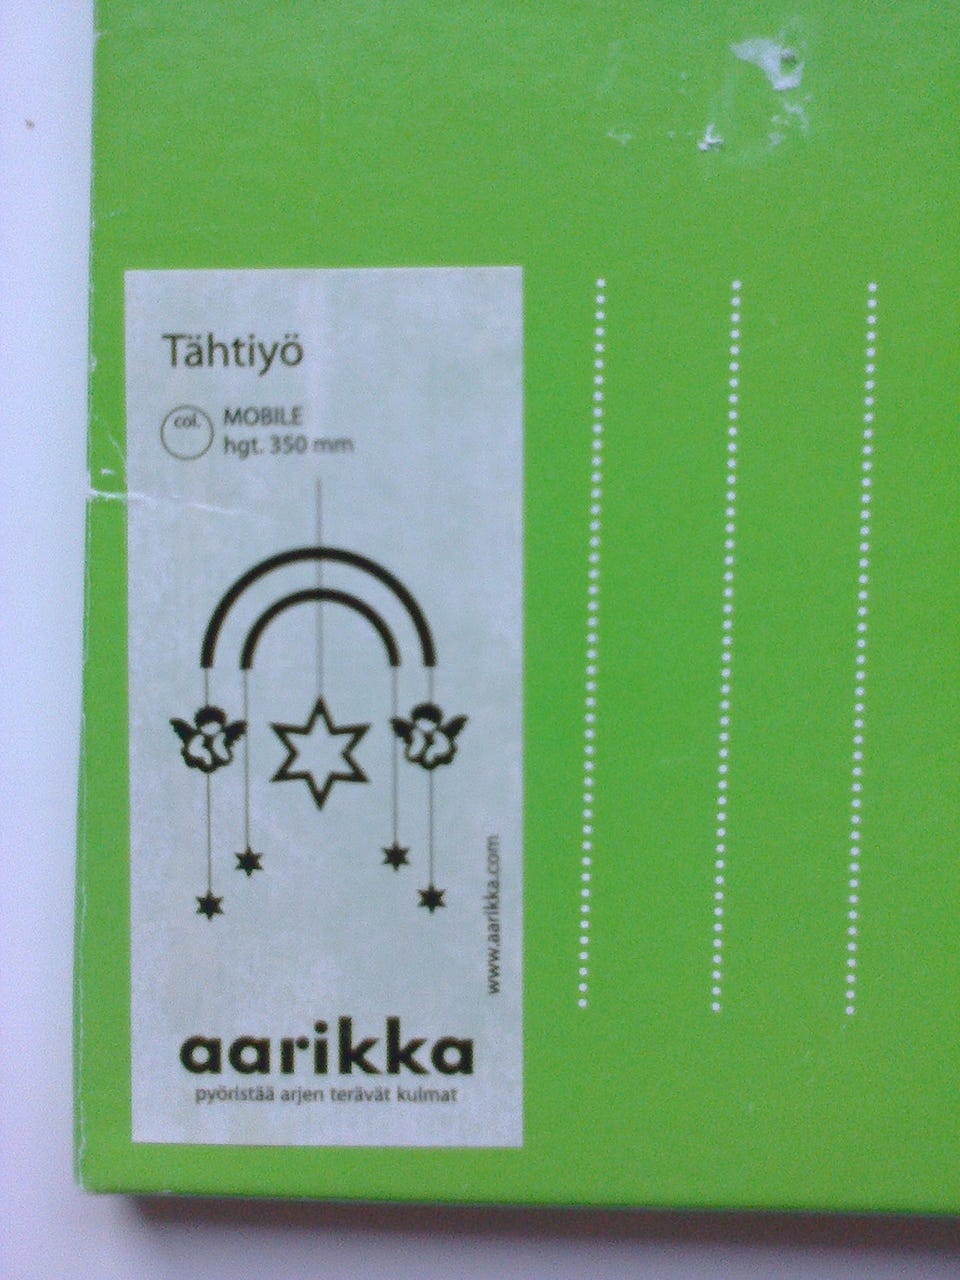 Tähtiyö
col.
MOBILE
hgt. 350 mm
www.aarikka.com
aarikka
pyöristää arjen terävät kulmat